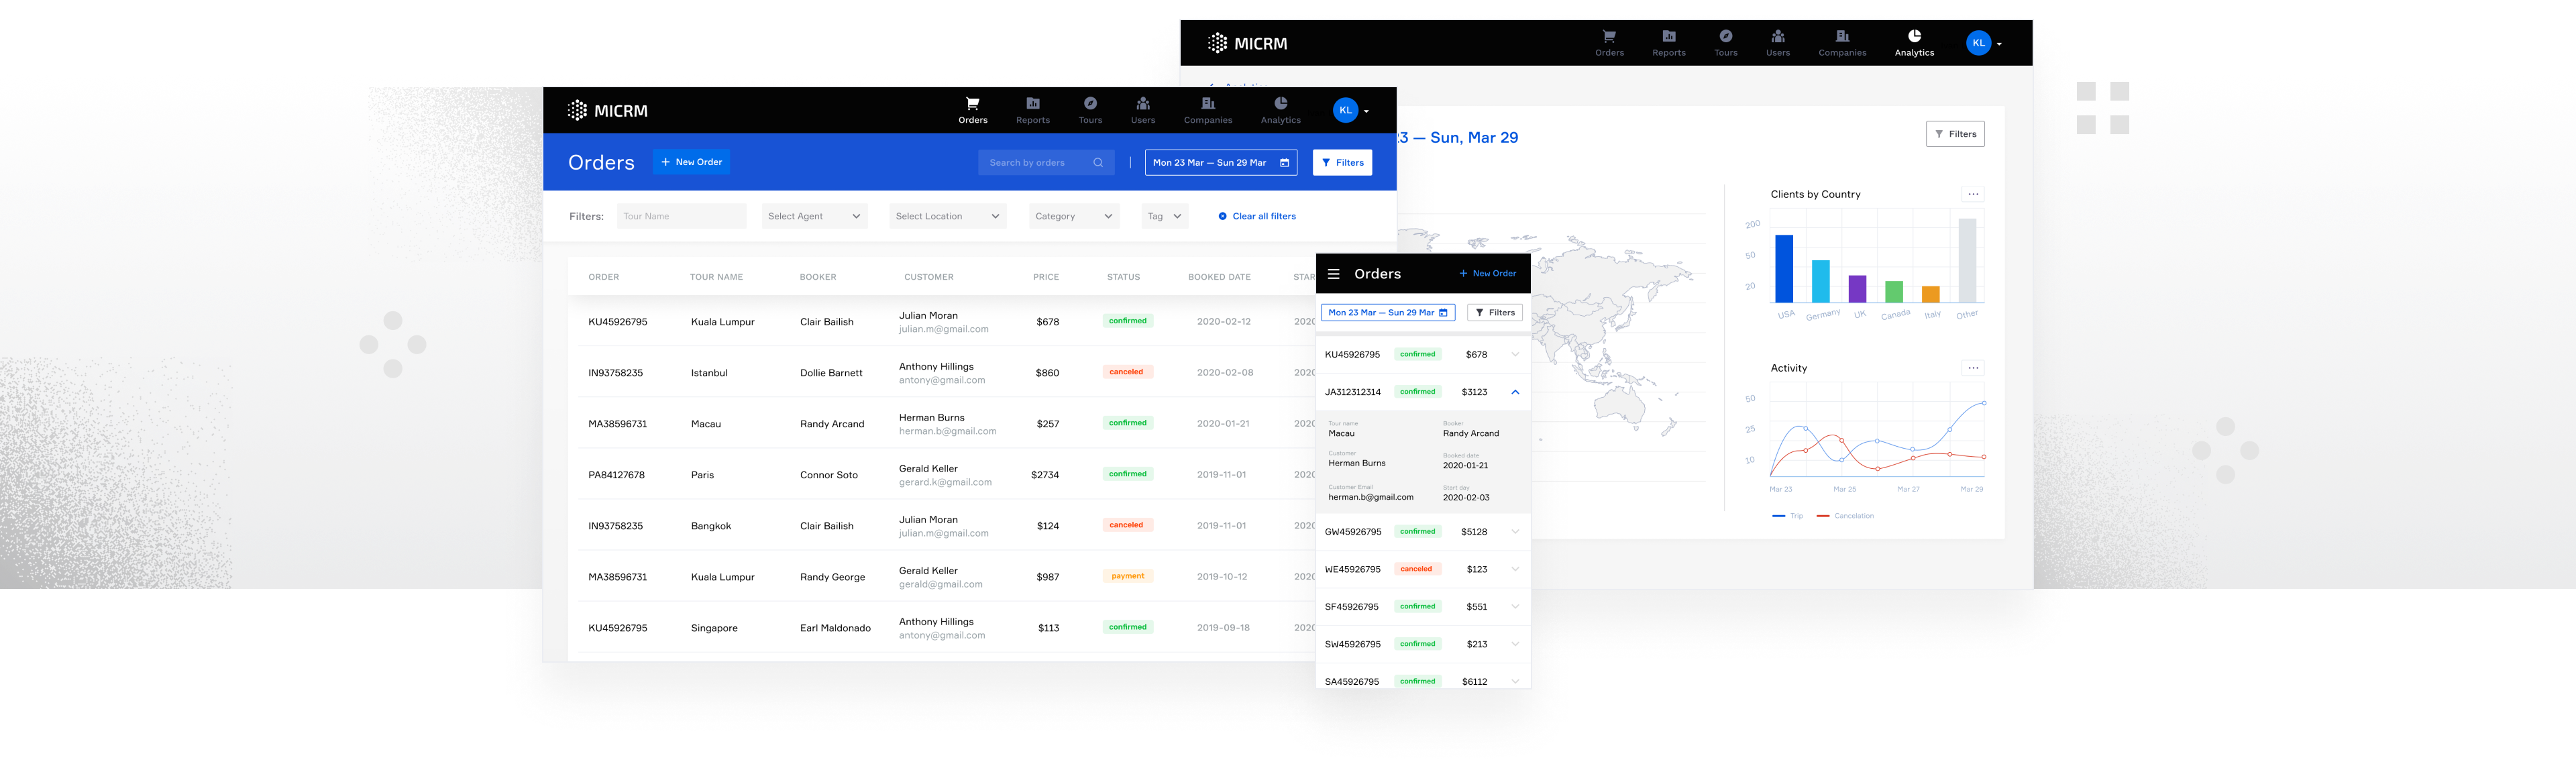 MICRM
Orders Reports Tours Users Companies Analytics KL
Orders + New Order Search by orders | Mon 23 Mar — Sun 29 Mar Filters
Filters: Tour Name Select Agent Select Location Category Tag Clear all filters
ORDER TOUR NAME BOOKER CUSTOMER PRICE STATUS BOOKED DATE STAR
KU45926795 Kuala Lumpur Clair Bailish Julian Moran $678 confirmed 2020-02-12 2020
julian.m@gmail.com
IN93758235 Istanbul Dollie Barnett Anthony Hillings $860 canceled 2020-02-08 2020
antony@gmail.com
MA38596731 Macau Randy Arcand Herman Burns $257 confirmed 2020-01-21 2020
herman.b@gmail.com
PA84127678 Paris Connor Soto Gerald Keller $2734 confirmed 2019-11-01 2020
gerard.k@gmail.com
IN93758235 Bangkok Clair Bailish Julian Moran $124 canceled 2019-11-01 2020
julian.m@gmail.com
MA38596731 Kuala Lumpur Randy George Gerald Keller $987 payment 2019-10-12 2020
gerald@gmail.com
KU45926795 Singapore Earl Maldonado Anthony Hillings $113 confirmed 2019-09-18 2020
antony@gmail.com
Orders + New Order
Mon 23 Mar — Sun 29 Mar Filters
KU45926795 confirmed $678
JA312312314 confirmed $3123
Tour name Booker
Macau Randy Arcand
Customer Booked date
Herman Burns 2020-01-21
Customer Email Start day
herman.b@gmail.com 2020-02-03
GW45926795 confirmed $5128
WE45926795 canceled $123
SF45926795 confirmed $551
SW45926795 confirmed $213
SA45926795 confirmed $6112
MICRM
Orders Reports Tours Users Companies Analytics KL
3 — Sun, Mar 29 Filters
Clients by Country ...
200
50
20
USA Germany UK Canada Italy Other
Activity ...
50
25
10
Mar 23 Mar 25 Mar 27 Mar 29
Trip Cancelation